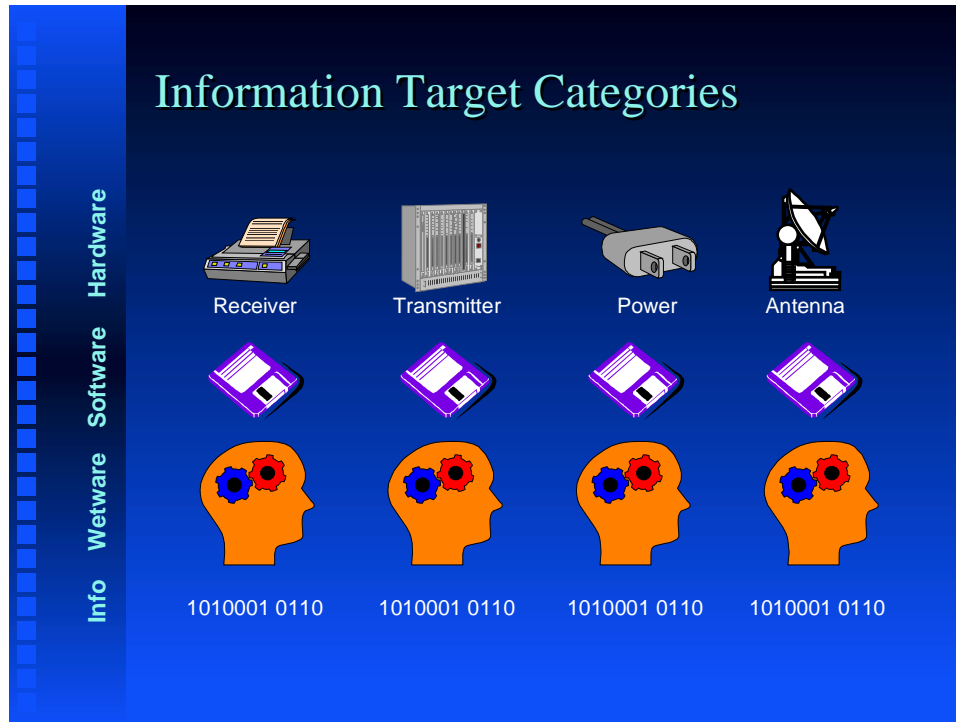 Information Target Categories
Hardware
Receiver Transmitter Power Antenna
Software
Wetware
Info
1010001 0110 1010001 0110 1010001 0110 1010001 0110